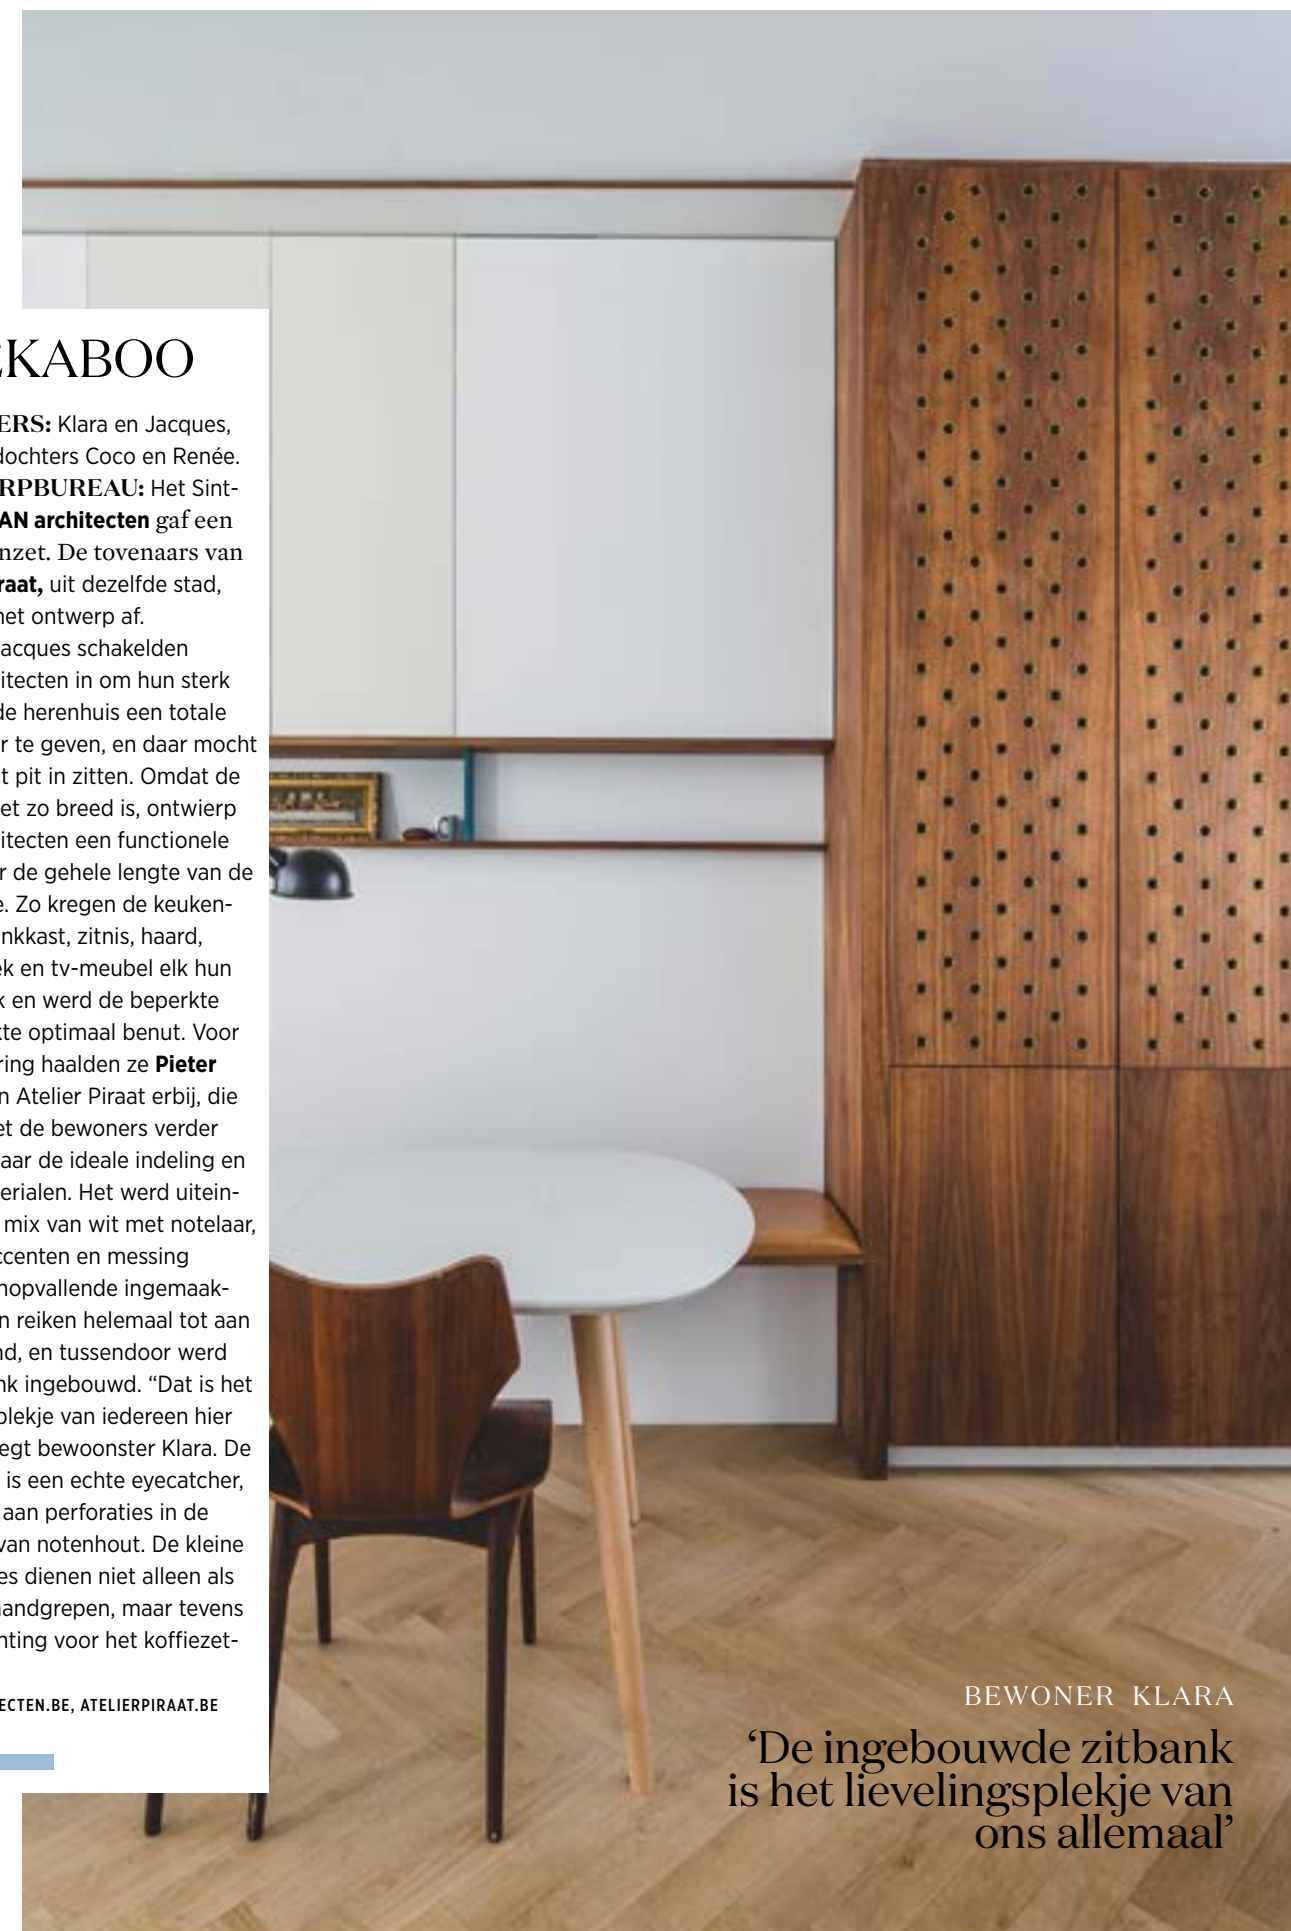 EKABOO
ERS: Klara en Jacques,
dochters Coco en Renée.
RPBUREAU: Het Sint-
AN architecten gaf een
nzet. De tovenaars van
raat, uit dezelfde stad,
het ontwerp af.
acques schakelden
itecten in om hun sterk
de herenhuis een totale
r te geven, en daar mocht
t pit in zitten. Omdat de
et zo breed is, ontwierp
itecten een functionele
r de gehele lengte van de
e. Zo kregen de keuken-
nkkast, zitnis, haard,
ek en tv-meubel elk hun
k en werd de beperkte
kte optimaal benut. Voor
ring haalden ze Pieter
n Atelier Piraat erbij, die
et de bewoners verder
aar de ideale indeling en
erialen. Het werd uitein-
mix van wit met notelaar,
ccenten en messing
nopvallende ingemaak-
n reiken helemaal tot aan
nd, en tussendoor werd
nk ingebouwd. “Dat is het
plekje van iedereen hier
egt bewoonster Klara. De
is een echte eyecatcher,
aan perforaties in de
van notenhout. De kleine
es dienen niet alleen als
handgrepen, maar tevens
hting voor het koffiezet-
ECTEN.BE, ATELIERPIRAAT.BE
BEWONER KLARA
‘De ingebouwde zitbank
is het lievelingsplekje van
ons allemaal’